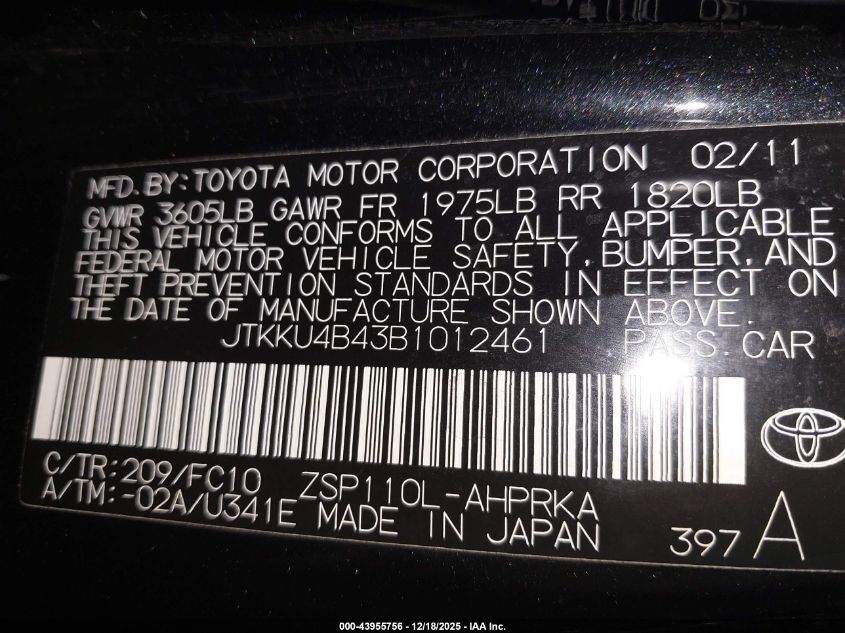 MFD. BY: TOYOTA MOTOR CORPORATION 02/11
GVWR 3605LB GAWR FR 1975LB RR 1820LB
THIS VEHICLE CONFORMS TO ALL APPLICABLE
FEDERAL MOTOR VEHICLE SAFETY, BUMPER, AND
THEFT PREVENTION STANDARDS IN EFFECT ON
THE DATE OF MANUFACTURE SHOWN ABOVE.
JTKKU4B43B1012461 PASS. CAR
C/TR: 209/FC10 ZSP110L-AHPRKA
A/TM: -02A/U341E MADE IN JAPAN 397 A
000-43955756 - 12/18/2025 - IAA Inc.